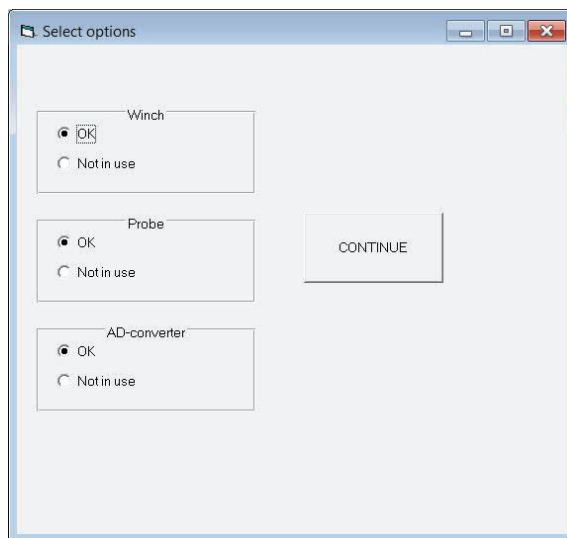 Select options
Winch
OK
Not in use
Probe
OK
Not in use
CONTINUE
AD-converter
OK
Not in use